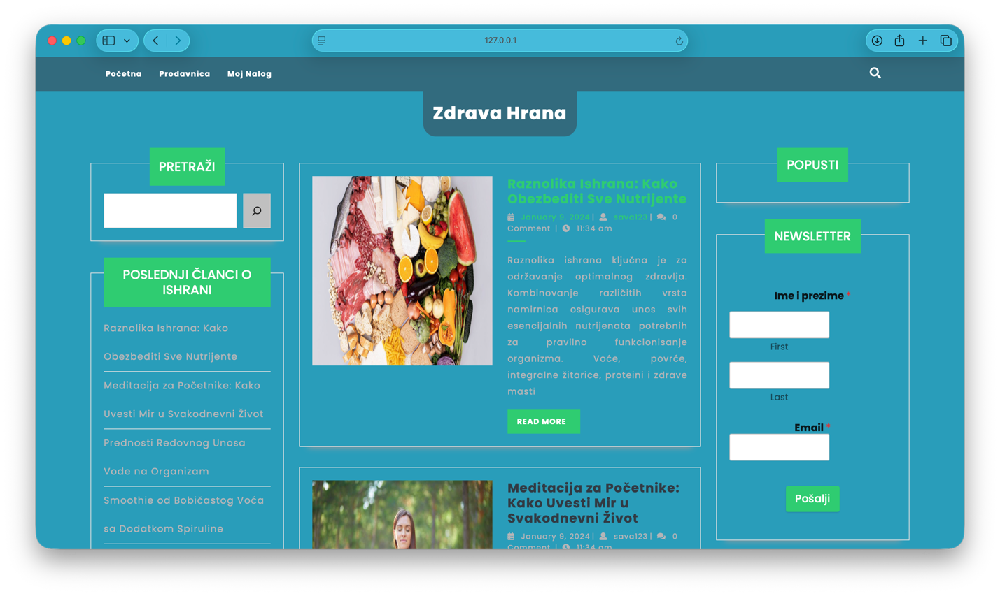 127.0.0.1
Početna Prodavnica Moj Nalog
Zdrava Hrana
PRETRAŽI
POSLEDNJI ČLANCI O
ISHRANI
Raznolika Ishrana: Kako
Obezbediti Sve Nutrijente
Meditacija za Početnike: Kako
Uvesti Mir u Svakodnevni Život
Prednosti Redovnog Unosa
Vode na Organizam
Smoothie od Bobičastog Voća
sa Dodatkom Spiruline
Raznolika Ishrana: Kako
Obezbediti Sve Nutrijente
January 9, 2024 | sava123 | 0
Comment | 11:34 am
Raznolika ishrana ključna je za
održavanje optimalnog zdravlja.
Kombinovanje različitih vrsta
namirnica osigurava unos svih
esencijalnih nutrijenata potrebnih
za pravilno funkcionisanje
organizma. Voće, povrće,
integralne žitarice, proteini i zdrave
masti
READ MORE
Meditacija za Početnike:
Kako Uvesti Mir u
Svakodnevni Život
January 9, 2024 | sava123 | 0
Comment | 11:34 am
POPUSTI
NEWSLETTER
Ime i prezime *
First
Last
Email *
Pošalji